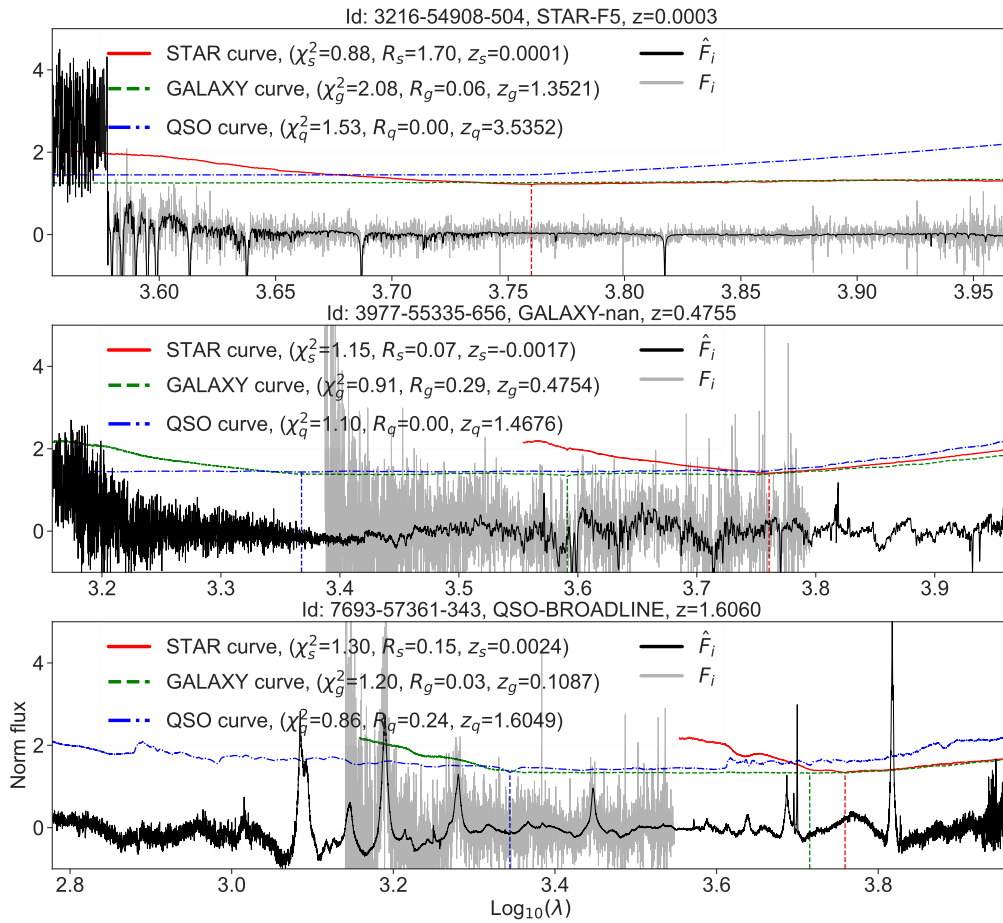 Id: 3216-54908-504, STAR-F5, z=0.0003
STAR curve, (χ²ₛ=0.88, Rₛ=1.70, zₛ=0.0001)
GALAXY curve, (χ²g=2.08, Rg=0.06, zg=1.3521)
QSO curve, (χ²q=1.53, Rq=0.00, zq=3.5352)
F̂ᵢ
Fᵢ
4
2
0
3.60 3.65 3.70 3.75 3.80 3.85 3.90 3.95
Id: 3977-55335-656, GALAXY-nan, z=0.4755
STAR curve, (χ²ₛ=1.15, Rₛ=0.07, zₛ=-0.0017)
GALAXY curve, (χ²g=0.91, Rg=0.29, zg=0.4754)
QSO curve, (χ²q=1.10, Rq=0.00, zq=1.4676)
F̂ᵢ
Fᵢ
4
2
0
3.2 3.3 3.4 3.5 3.6 3.7 3.8 3.9
Id: 7693-57361-343, QSO-BROADLINE, z=1.6060
STAR curve, (χ²ₛ=1.30, Rₛ=0.15, zₛ=0.0024)
GALAXY curve, (χ²g=1.20, Rg=0.03, zg=0.1087)
QSO curve, (χ²q=0.86, Rq=0.24, zq=1.6049)
F̂ᵢ
Fᵢ
Norm flux
4
2
0
2.8 3.0 3.2 3.4 3.6 3.8
Log₁₀(λ)